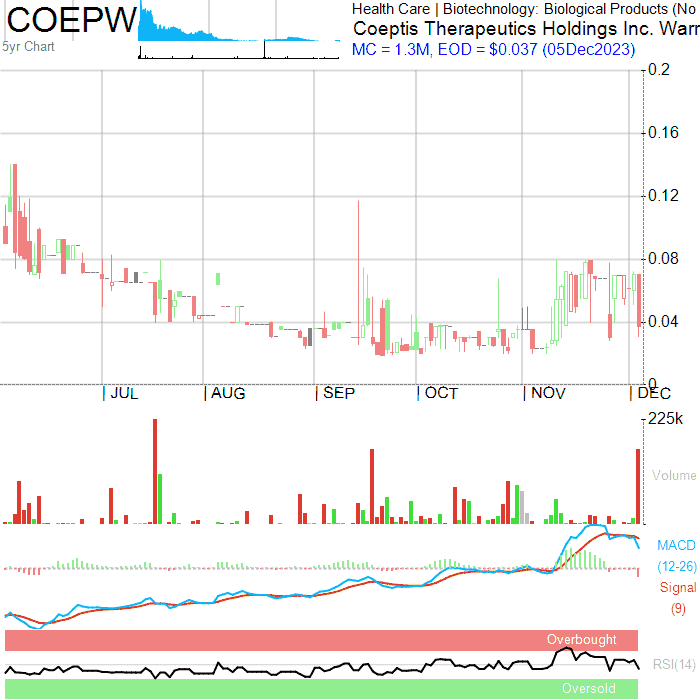 COEPW
Health Care | Biotechnology: Biological Products (No
Coeptis Therapeutics Holdings Inc. Warr
5yr Chart
MC = 1.3M, EOD = $0.037 (05Dec2023)
0.2
0.16
0.12
0.08
0.04
0
| JUL | AUG | SEP | OCT | NOV | DEC
225k
Volume
MACD
(12-26)
Signal
(9)
Overbought
RSI(14)
Oversold